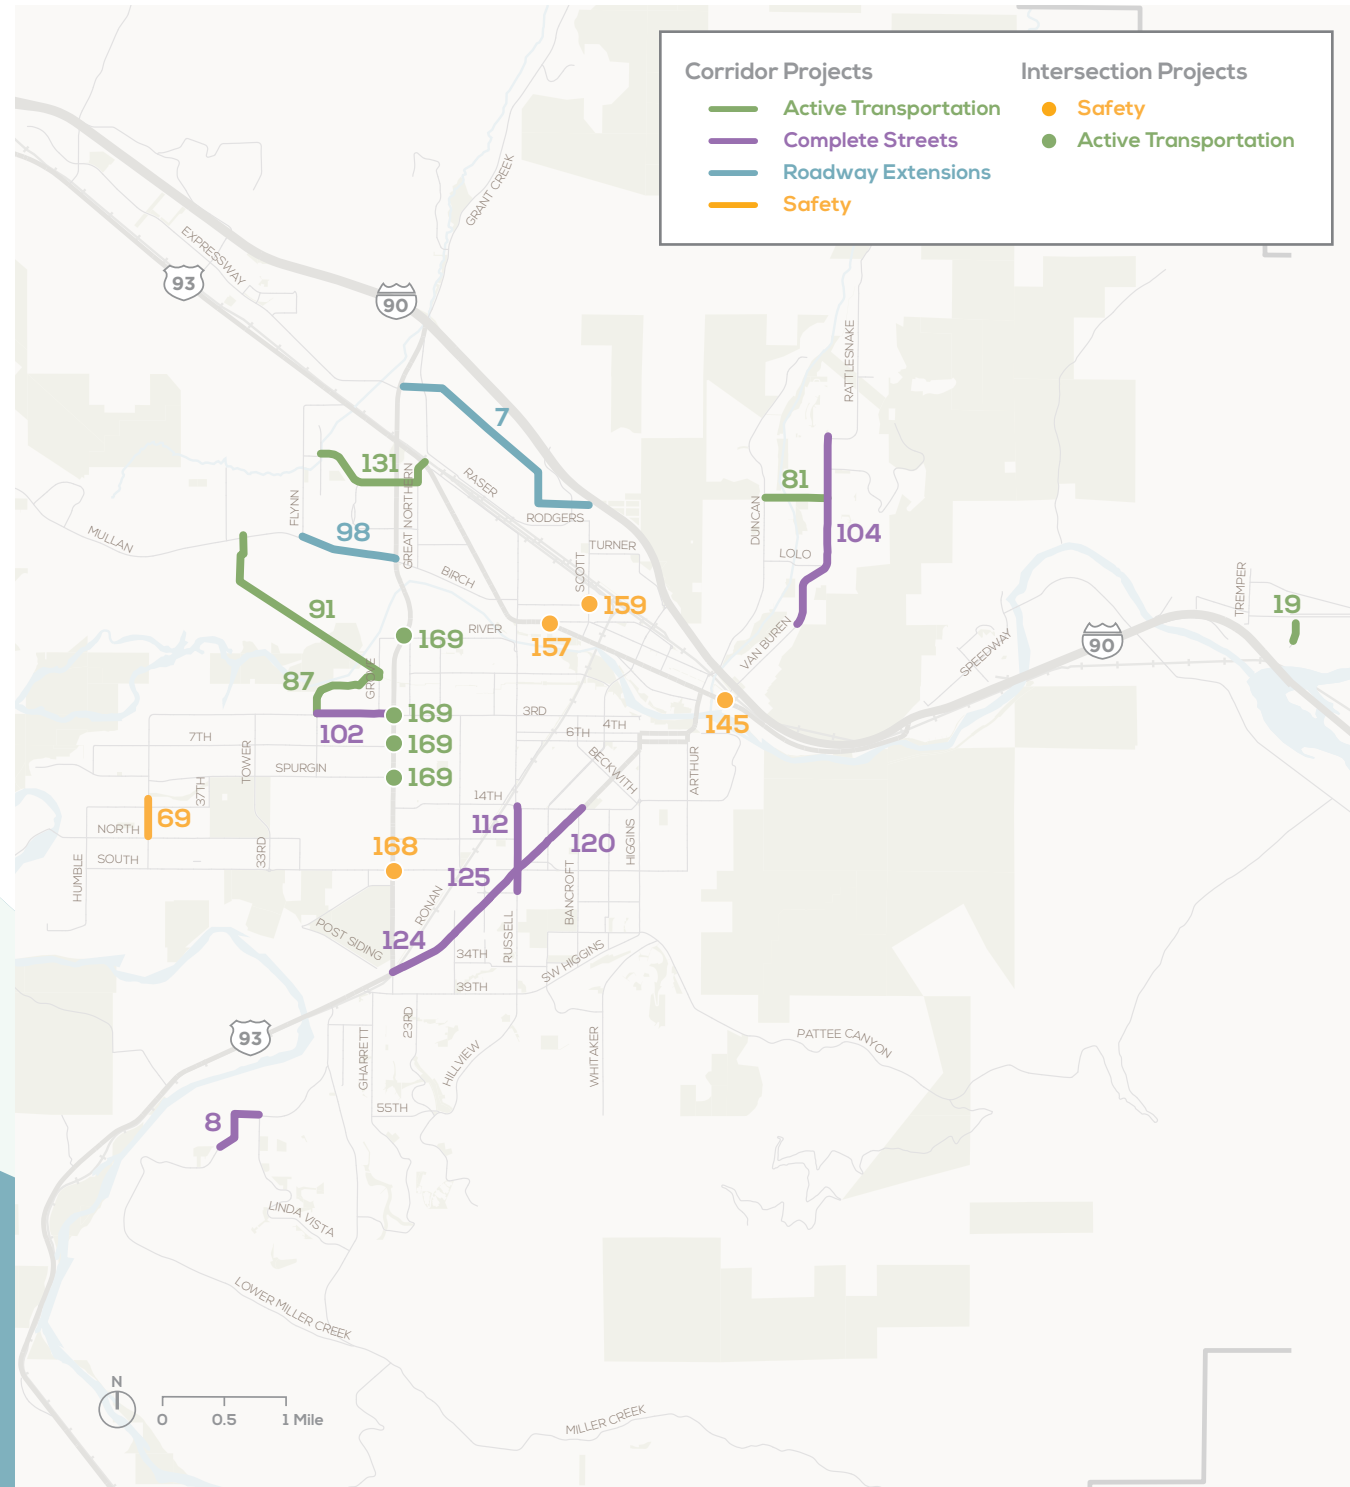 Corridor Projects
Active Transportation
Complete Streets
Roadway Extensions
Safety
Intersection Projects
Safety
Active Transportation
GRANT CREEK
EXPRESSWAY
93
90
RATTLESNAKE
7
131
GREAT NORTHERN
RASER
RODGERS
81
DUNCAN
104
FLYNN
MULLAN
98
TURNER
LOLO
SCOTT
BIRCH
TREMPER
19
91
159
169
RIVER
157
VAN BUREN
SPEEDWAY
90
GROVE
87
102
169
3RD
4TH
6TH
145
7TH
169
TOWER
SPURGIN
169
BECKWITH
ARTHUR
37TH
14TH
69
NORTH
112
120
HIGGINS
168
SOUTH
33RD
HUMBLE
125
BANCROFT
RONAN
RUSSELL
POST SIDING
124
34TH
SW HIGGINS
39TH
93
23RD
GHARRETT
HILLVIEW
WHITAKER
PATTEE CANYON
55TH
8
LINDA VISTA
LOWER MILLER CREEK
MILLER CREEK
N
0
0.5
1 Mile